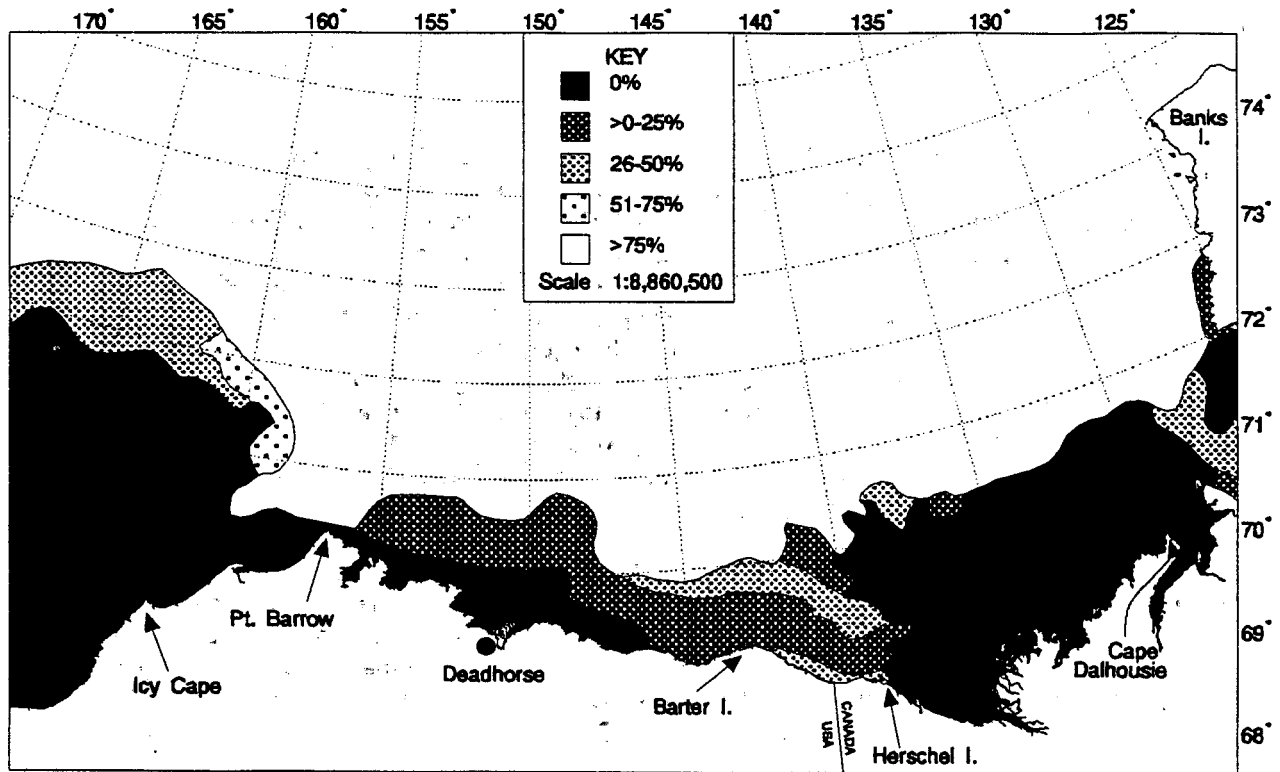 170° 165° 160° 155° 150° 145° 140° 135° 130° 125°
KEY
0%
>0-25%
26-50%
51-75%
>75%
Scale 1:8,860,500
Banks
I.
74°
73°
72°
71°
70°
69°
68°
Pt. Barrow
Icy Cape
Deadhorse
Barter I.
CANADA
USA
Herschel I.
Cape
Dalhousie